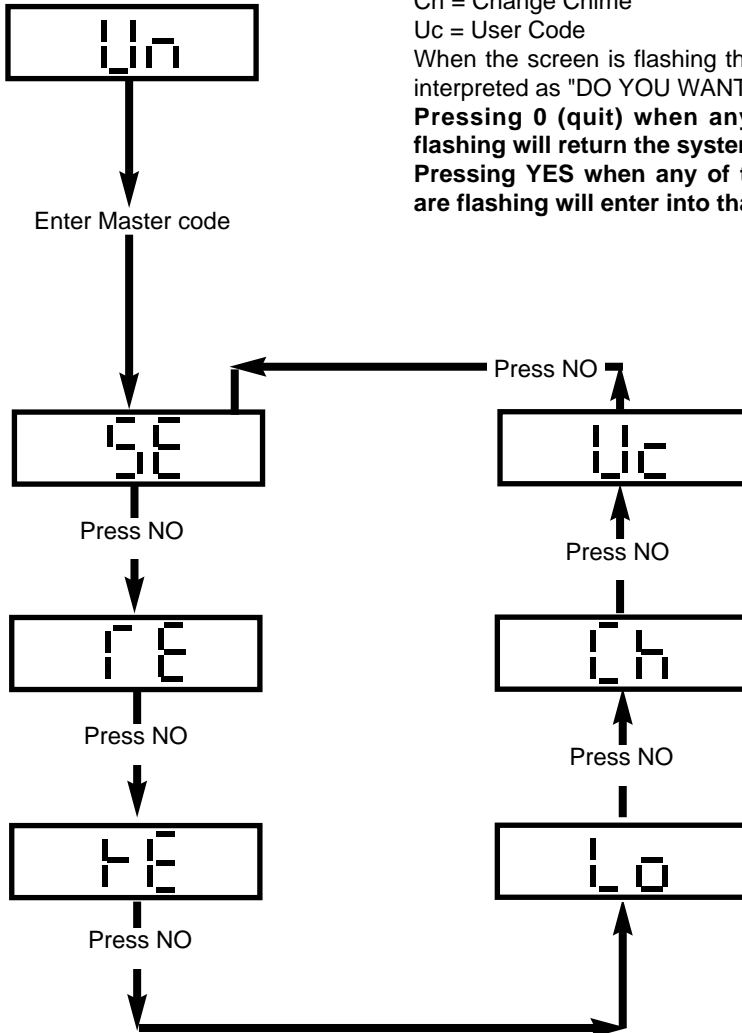 Un
Ch = Change Chime
Uc = User Code
When the screen is flashing
interpreted as "DO YOU WANT
Pressing 0 (quit) when any
flashing will return the
Pressing YES when any of
are flashing will enter into
Enter Master code
Press NO
SE
Uc
Press NO
Press NO
rE
Ch
Press NO
Press NO
tE
Lo
Press NO